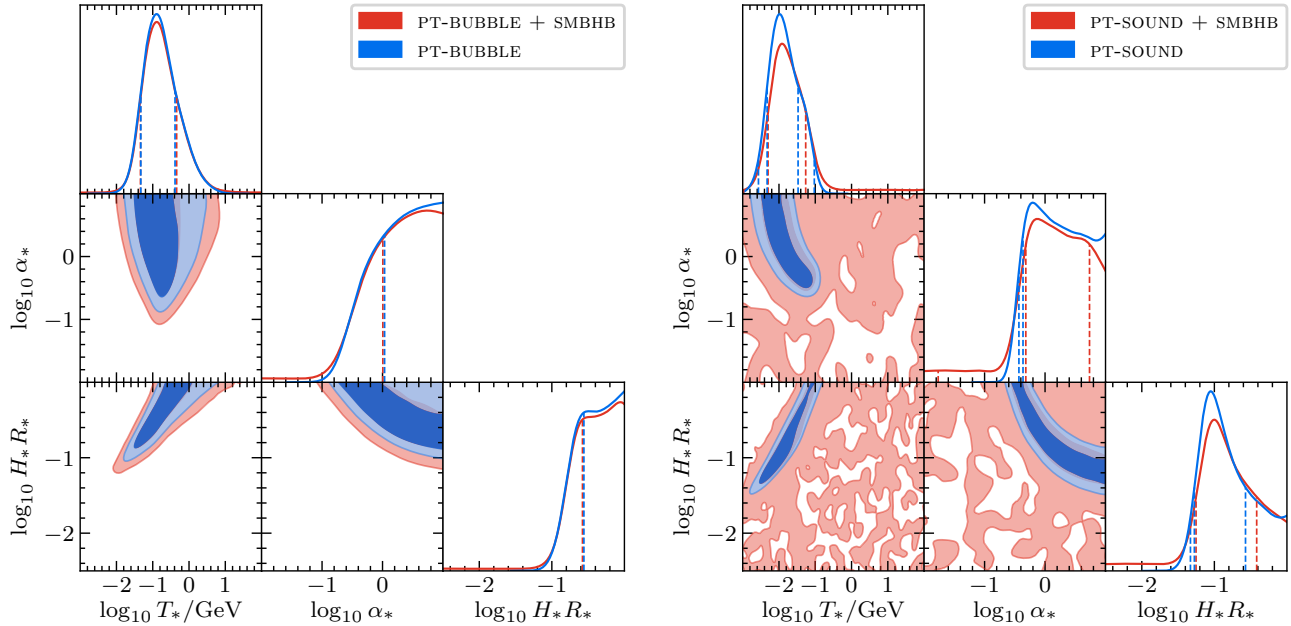 PT-BUBBLE + SMBHB
PT-BUBBLE
0
−1
log₁₀ α∗
−1
−2
log₁₀ H∗R∗
−2 −1 0 1
log₁₀ T∗/GeV
−1 0
log₁₀ α∗
−2 −1
log₁₀ H∗R∗
PT-SOUND + SMBHB
PT-SOUND
0
−1
log₁₀ α∗
−1
−2
log₁₀ H∗R∗
−2 −1 0 1
log₁₀ T∗/GeV
−1 0
log₁₀ α∗
−2 −1
log₁₀ H∗R∗